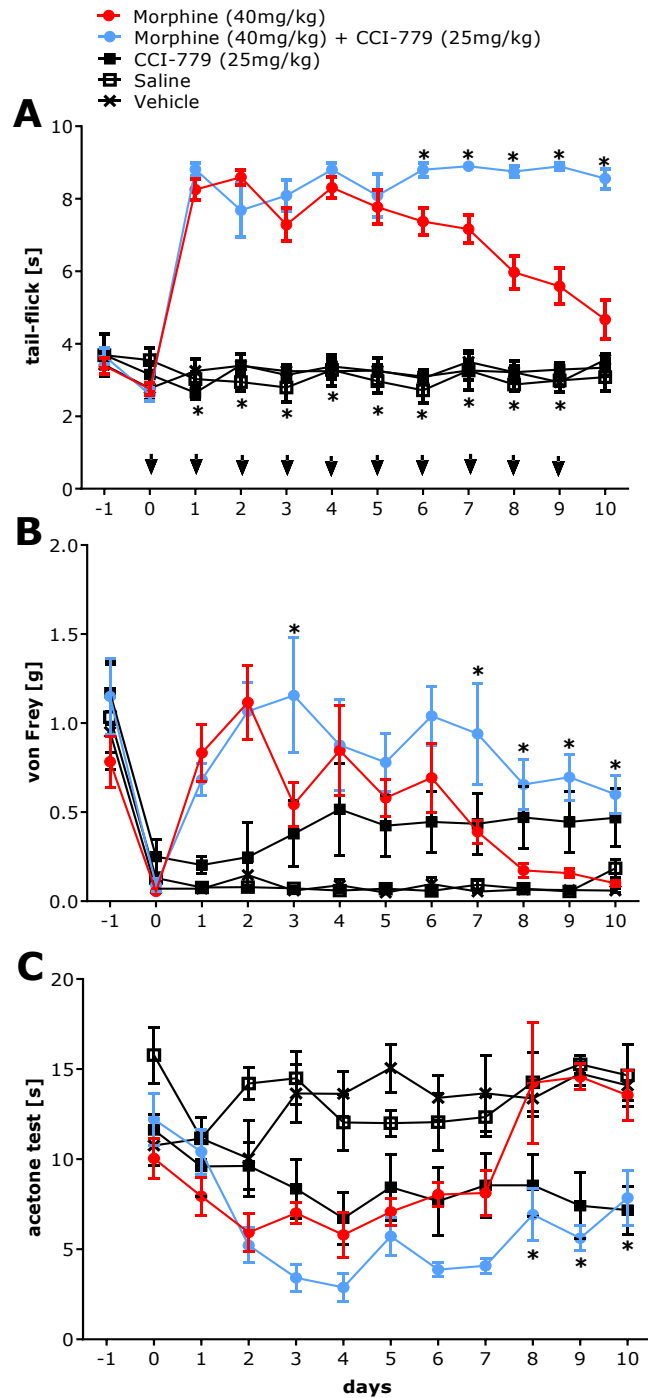 Morphine (40mg/kg)
Morphine (40mg/kg) + CCI-779 (25mg/kg)
CCI-779 (25mg/kg)
Saline
Vehicle
A
10
8
6
4
2
0
tail-flick [s]
* * * * *
* * * * * * * * *
-1 0 1 2 3 4 5 6 7 8 9 10
B
2.0
1.5
1.0
0.5
0.0
von Frey [g]
* * * * *
-1 0 1 2 3 4 5 6 7 8 9 10
C
20
15
10
5
0
acetone test [s]
* * *
-1 0 1 2 3 4 5 6 7 8 9 10
days